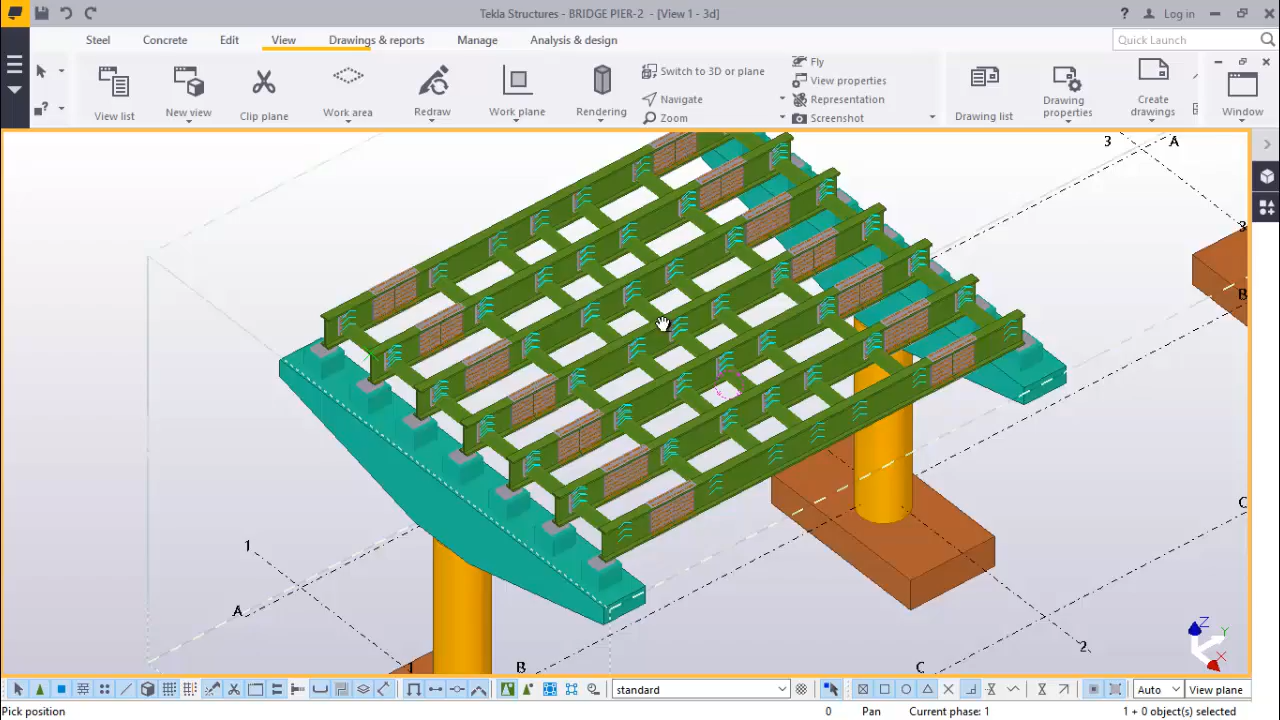 Tekla Structures - BRIDGE PIER-2 - [View 1 - 3d]
? Log in
Steel Concrete Edit View Drawings & reports Manage Analysis & design
Quick Launch
View list
New view
Clip plane
Work area
Redraw
Work plane
Rendering
Switch to 3D or plane
Navigate
Zoom
Fly
View properties
Representation
Screenshot
Drawing list
Drawing
properties
Create
drawings
Window
3 A
3
B
C
1
A
1
B
C
2
Z
Y
X
standard
Auto
View plane
Pick position
0 Pan Current phase: 1 1 + 0 object(s) selected